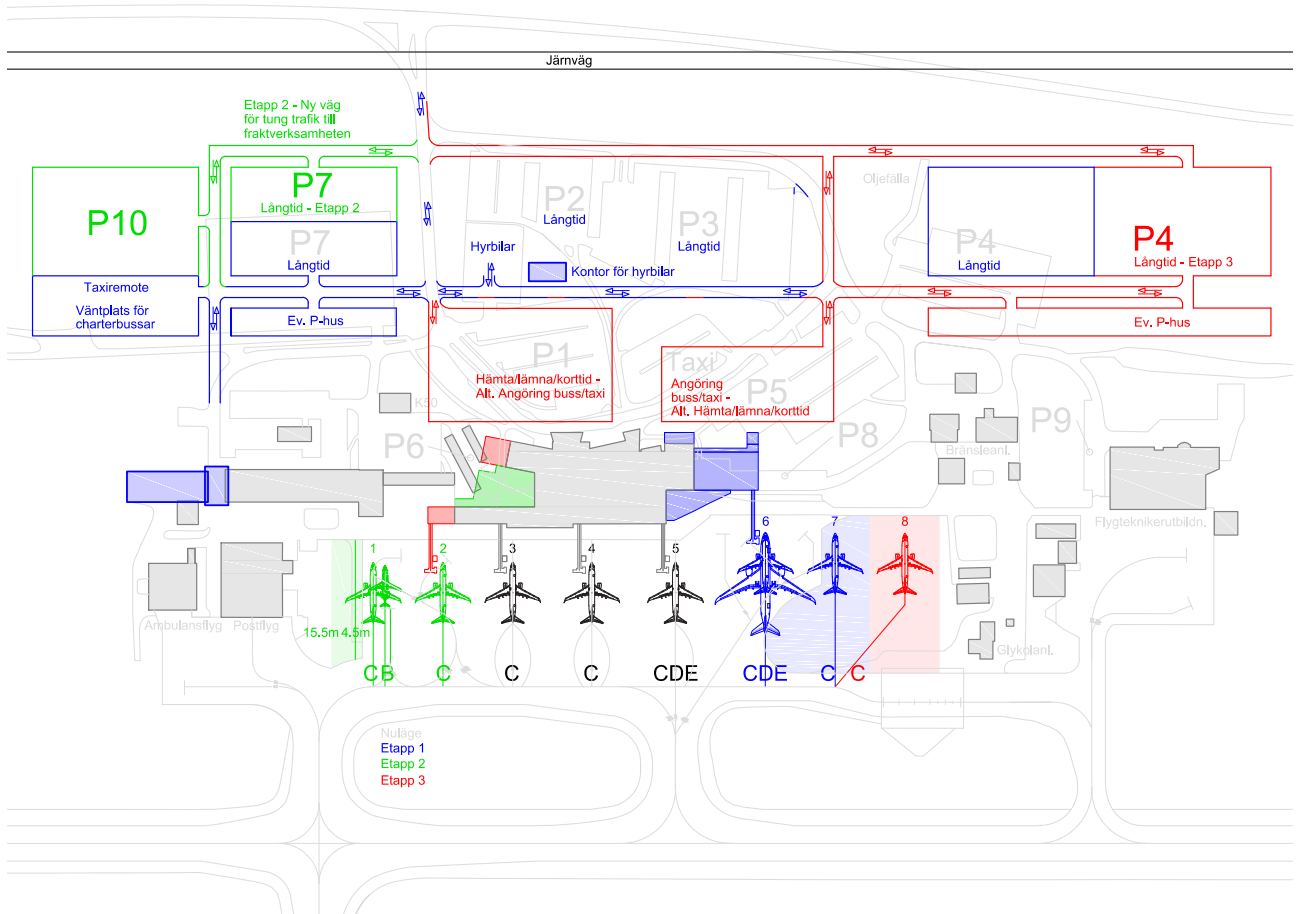 Järnväg
Etapp 2 - Ny väg
för tung trafik till
fraktverksamheten
P10
P7
Långtid - Etapp 2
P7
Långtid
P2
Långtid
P3
Långtid
Oljefälla
P4
Långtid
P4
Långtid - Etapp 3
Hyrbilar
Kontor för hyrbilar
Taxiremote
Väntplats för
charterbussar
Ev. P-hus
Ev. P-hus
P1
Hämta/lämna/korttid -
Alt. Angöring buss/taxi
Taxi
P5
Angöring
buss/taxi -
Alt. Hämta/lämna/korttid
K50
P6
P8
P9
Bränsleanl.
Flygteknikerutbildn.
1
2
3
4
5
6
7
8
Ambulansflyg
Postflyg
15.5m
4.5m
Glykolanl.
C
B
C
C
C
CDE
CDE
C
C
Nuläge
Etapp 1
Etapp 2
Etapp 3